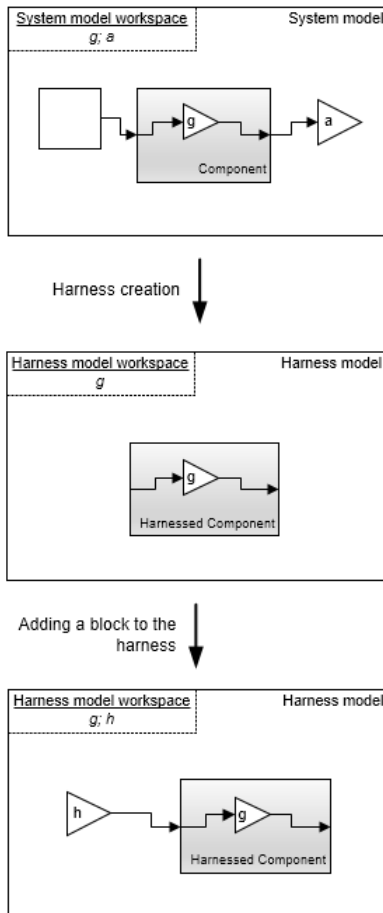 System model workspace
g; a
System model
g
a
Component
Harness creation
Harness model workspace
g
Harness model
g
Harnessed Component
Adding a block to the
harness
Harness model workspace
g; h
Harness model
h
g
Harnessed Component